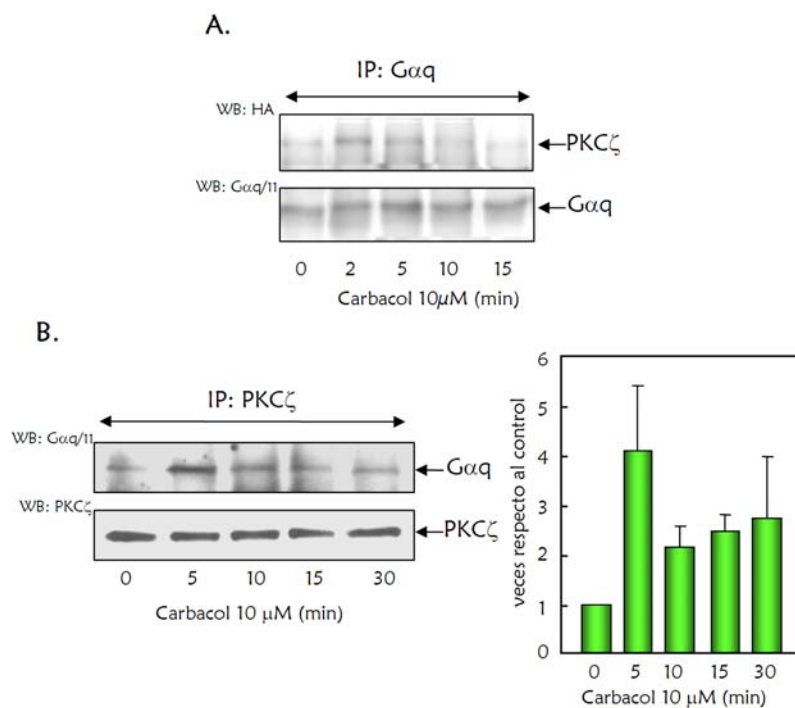 A.
IP: Gαq
WB: HA
PKCζ
WB: Gαq/11
Gαq
0 2 5 10 15
Carbacol 10μM (min)
B.
IP: PKCζ
WB: Gαq/11
Gαq
WB: PKCζ
PKCζ
0 5 10 15 30
Carbacol 10 μM (min)
veces respecto al control
6
5
4
3
2
1
0
0 5 10 15 30
Carbacol 10 μM (min)